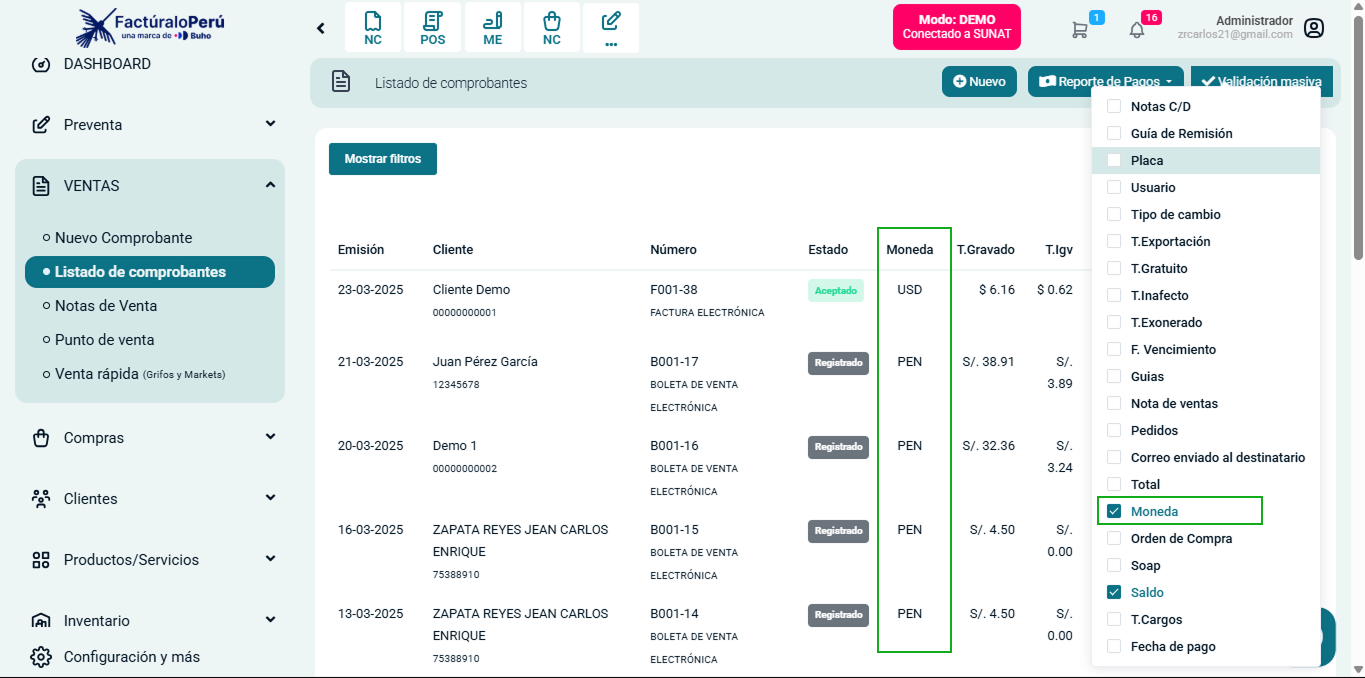 FactúraloPerú
una marca de Buho
NC
POS
ME
NC
...
Modo: DEMO
Conectado a SUNAT
1
16
Administrador
zrcarlos21@gmail.com
DASHBOARD
Preventa
VENTAS
Nuevo Comprobante
Listado de comprobantes
Notas de Venta
Punto de venta
Venta rápida (Grifos y Markets)
Compras
Clientes
Productos/Servicios
Inventario
Configuración y más
Listado de comprobantes
Nuevo
Reporte de Pagos
Validación masiva
Mostrar filtros
Emisión Cliente Número Estado Moneda T.Gravado T.Igv
23-03-2025 Cliente Demo F001-38 Aceptado USD $ 6.16 $ 0.62
00000000001 FACTURA ELECTRÓNICA
21-03-2025 Juan Pérez García B001-17 Registrado PEN S/. 38.91 S/.
12345678 BOLETA DE VENTA 3.89
ELECTRÓNICA
20-03-2025 Demo 1 B001-16 Registrado PEN S/. 32.36 S/.
00000000002 BOLETA DE VENTA 3.24
ELECTRÓNICA
16-03-2025 ZAPATA REYES JEAN CARLOS B001-15 Registrado PEN S/. 4.50 S/.
ENRIQUE BOLETA DE VENTA 0.00
75388910 ELECTRÓNICA
13-03-2025 ZAPATA REYES JEAN CARLOS B001-14 Registrado PEN S/. 4.50 S/.
ENRIQUE BOLETA DE VENTA 0.00
75388910 ELECTRÓNICA
Notas C/D
Guía de Remisión
Placa
Usuario
Tipo de cambio
T.Exportación
T.Gratuito
T.Inafecto
T.Exonerado
F. Vencimiento
Guias
Nota de ventas
Pedidos
Correo enviado al destinatario
Total
Moneda
Orden de Compra
Soap
Saldo
T.Cargos
Fecha de pago